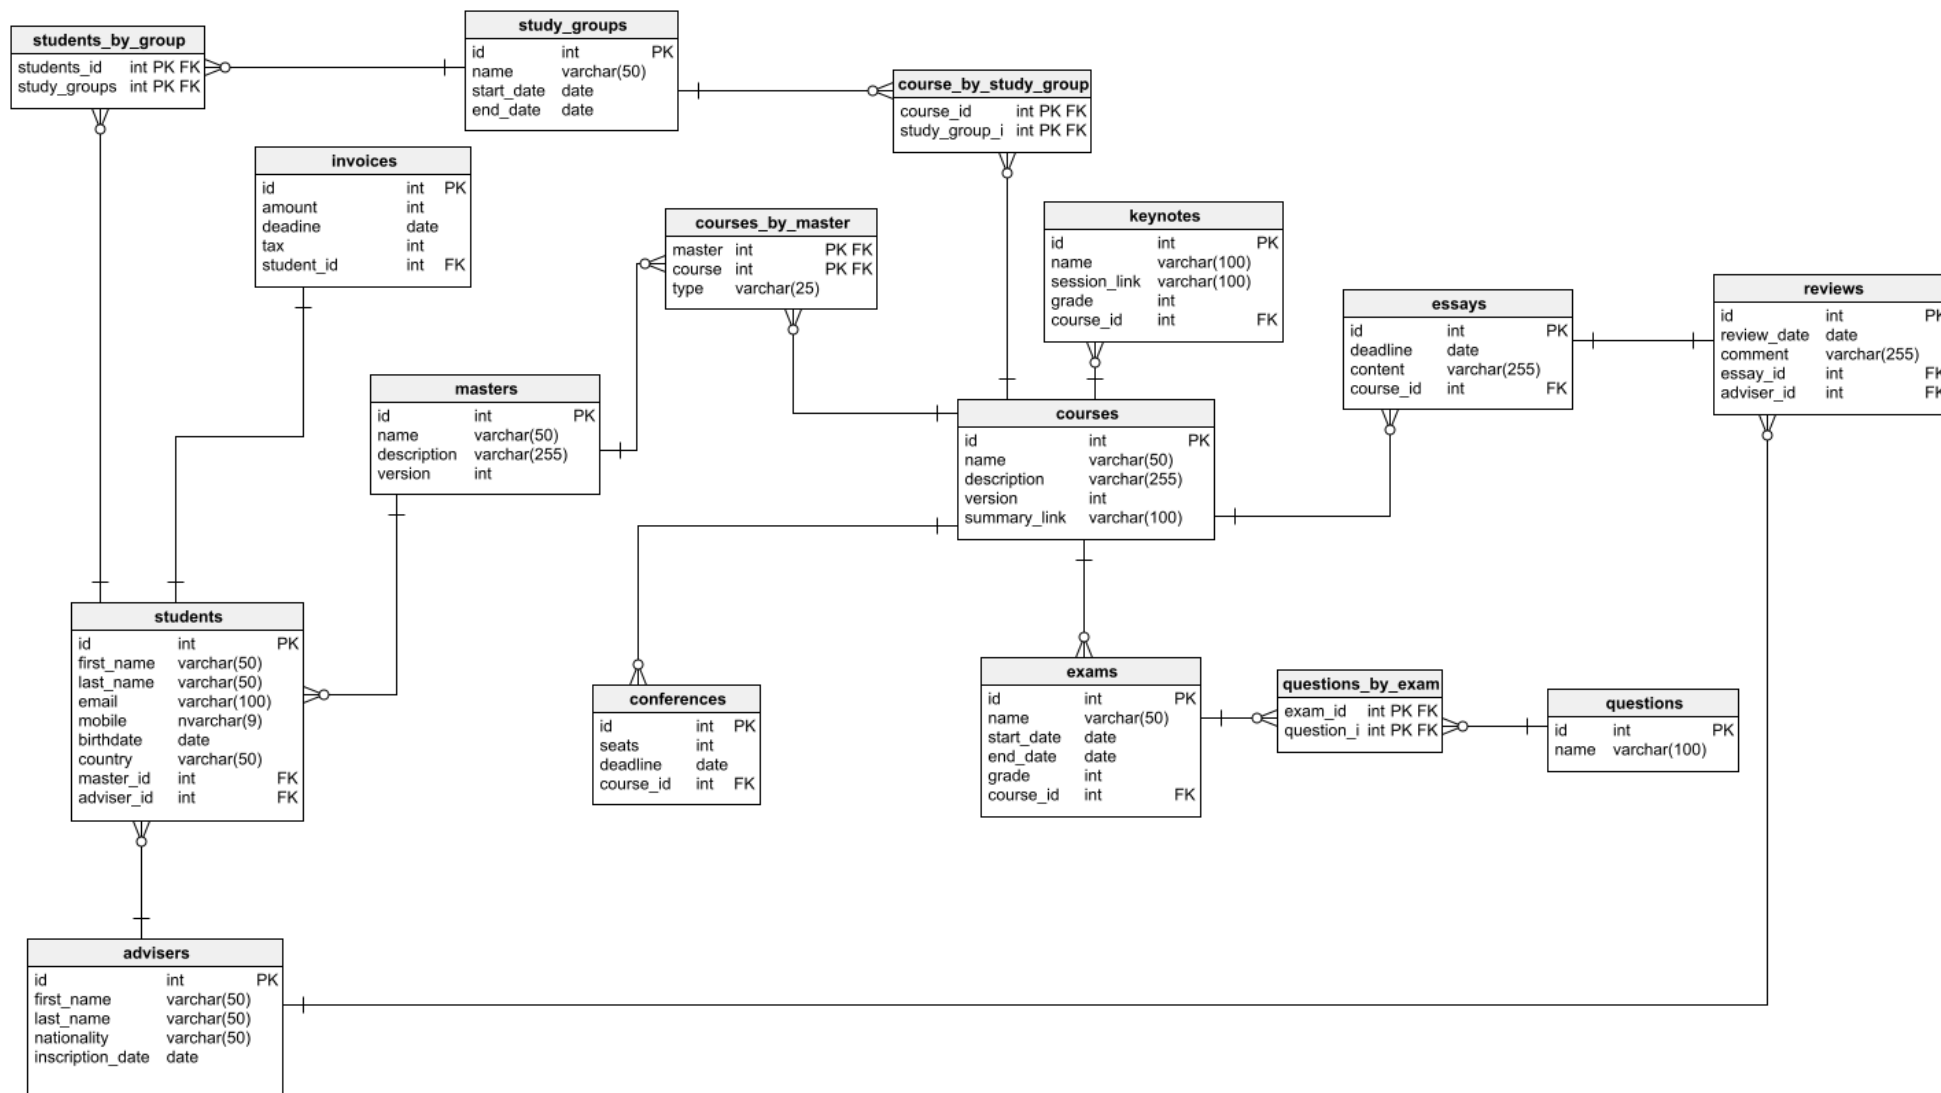 students_by_group
students_id int PK FK
study_groups int PK FK
study_groups
id int PK
name varchar(50)
start_date date
end_date date
course_by_study_group
course_id int PK FK
study_group_i int PK FK
invoices
id int PK
amount int
deadine date
tax int
student_id int FK
courses_by_master
master int PK FK
course int PK FK
type varchar(25)
keynotes
id int PK
name varchar(100)
session_link varchar(100)
grade int
course_id int FK
essays
id int PK
deadline date
content varchar(255)
course_id int FK
reviews
id int PK
review_date date
comment varchar(255)
essay_id int FK
adviser_id int FK
masters
id int PK
name varchar(50)
description varchar(255)
version int
courses
id int PK
name varchar(50)
description varchar(255)
version int
summary_link varchar(100)
students
id int PK
first_name varchar(50)
last_name varchar(50)
email varchar(100)
mobile nvarchar(9)
birthdate date
country varchar(50)
master_id int FK
adviser_id int FK
conferences
id int PK
seats int
deadline date
course_id int FK
exams
id int PK
name varchar(50)
start_date date
end_date date
grade int
course_id int FK
questions_by_exam
exam_id int PK FK
question_i int PK FK
questions
id int PK
name varchar(100)
advisers
id int PK
first_name varchar(50)
last_name varchar(50)
nationality varchar(50)
inscription_date date